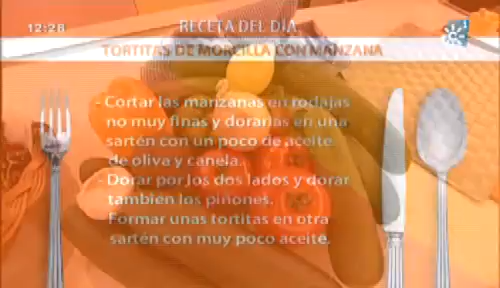 12:28
RECETA DEL DÍA
TORTITAS DE MORCILLA CON MANZANA
- Cortar las manzanas en rodajas
no muy finas y dorarlas en una
sartén con un poco de aceite
de oliva y canela.
- Dorar por los dos lados y dorar
tambien los piñones.
- Formar unas tortitas en otra
sartén con muy poco aceite.